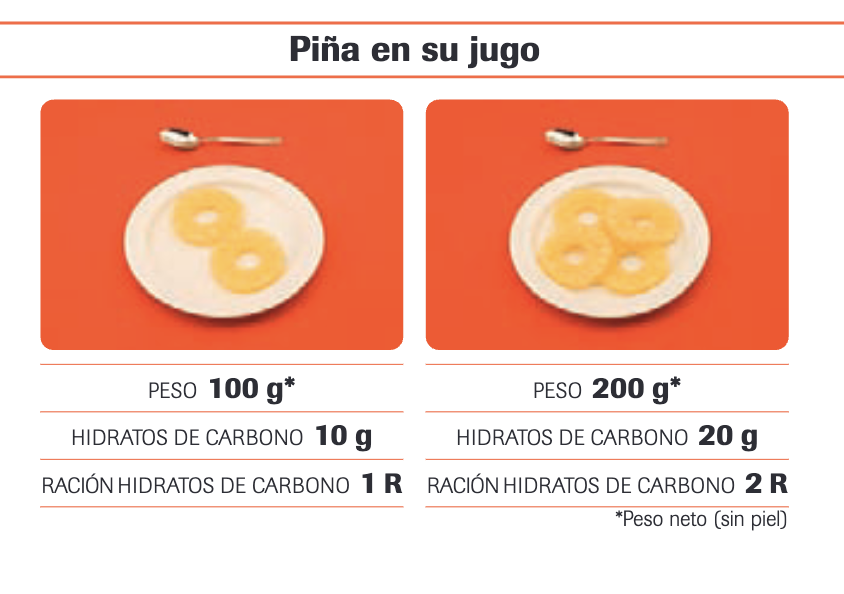 Piña en su jugo
PESO 100 g*
HIDRATOS DE CARBONO 10 g
RACIÓN HIDRATOS DE CARBONO 1 R
PESO 200 g*
HIDRATOS DE CARBONO 20 g
RACIÓN HIDRATOS DE CARBONO 2 R
*Peso neto (sin piel)